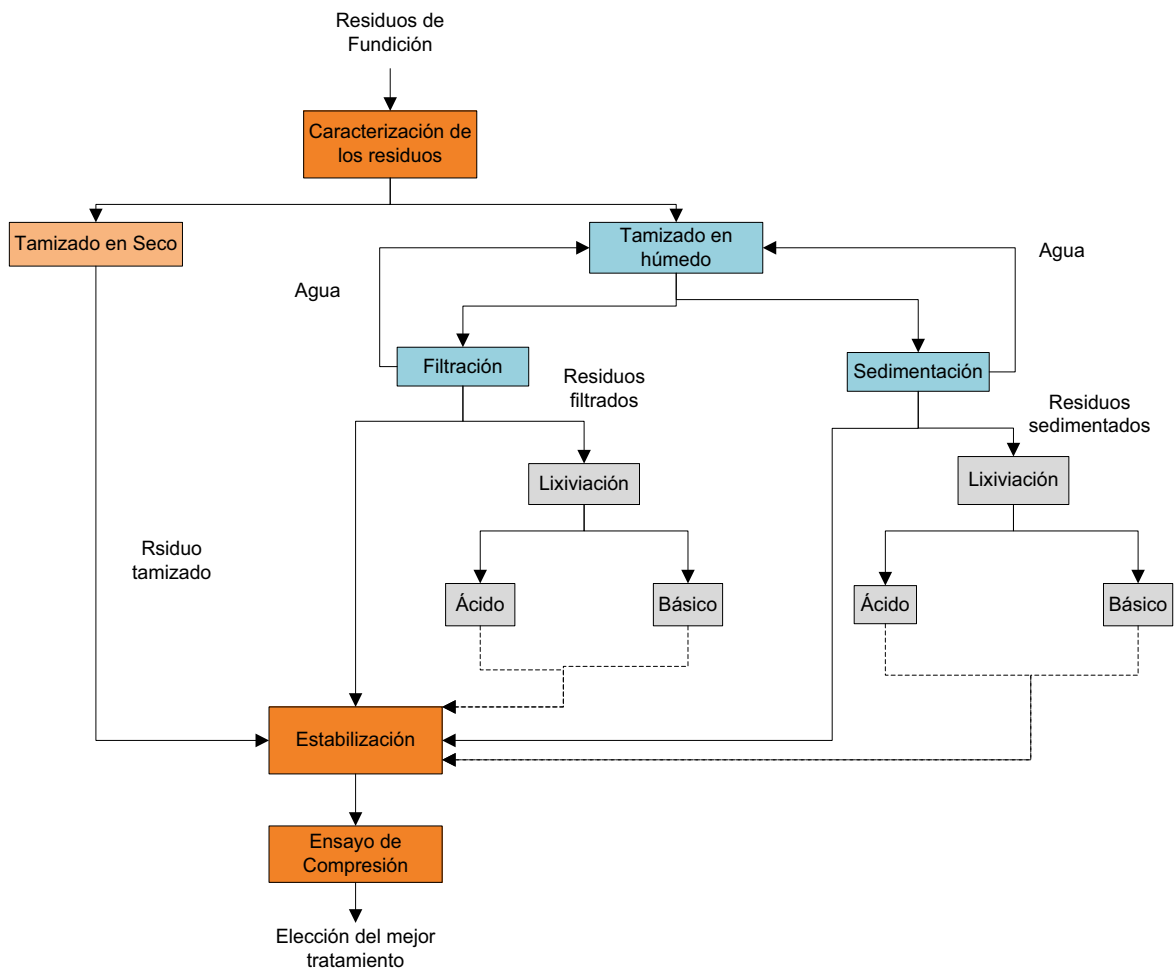 Residuos de
Fundición
Caracterización de
los residuos
Tamizado en Seco
Tamizado en
húmedo
Agua
Agua
Filtración
Sedimentación
Residuos
filtrados
Residuos
sedimentados
Lixiviación
Lixiviación
Rsiduo
tamizado
Ácido
Básico
Ácido
Básico
Estabilización
Ensayo de
Compresión
Elección del mejor
tratamiento